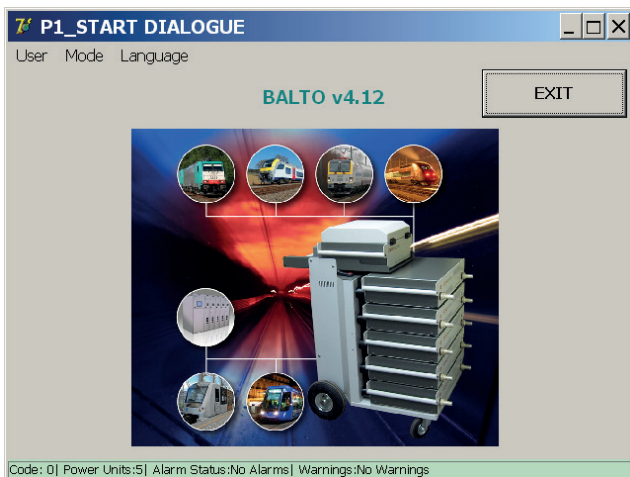 P1_START DIALOGUE
User Mode Language
BALTO v4.12
EXIT
Code: 0| Power Units:5| Alarm Status:No Alarms| Warnings:No Warnings